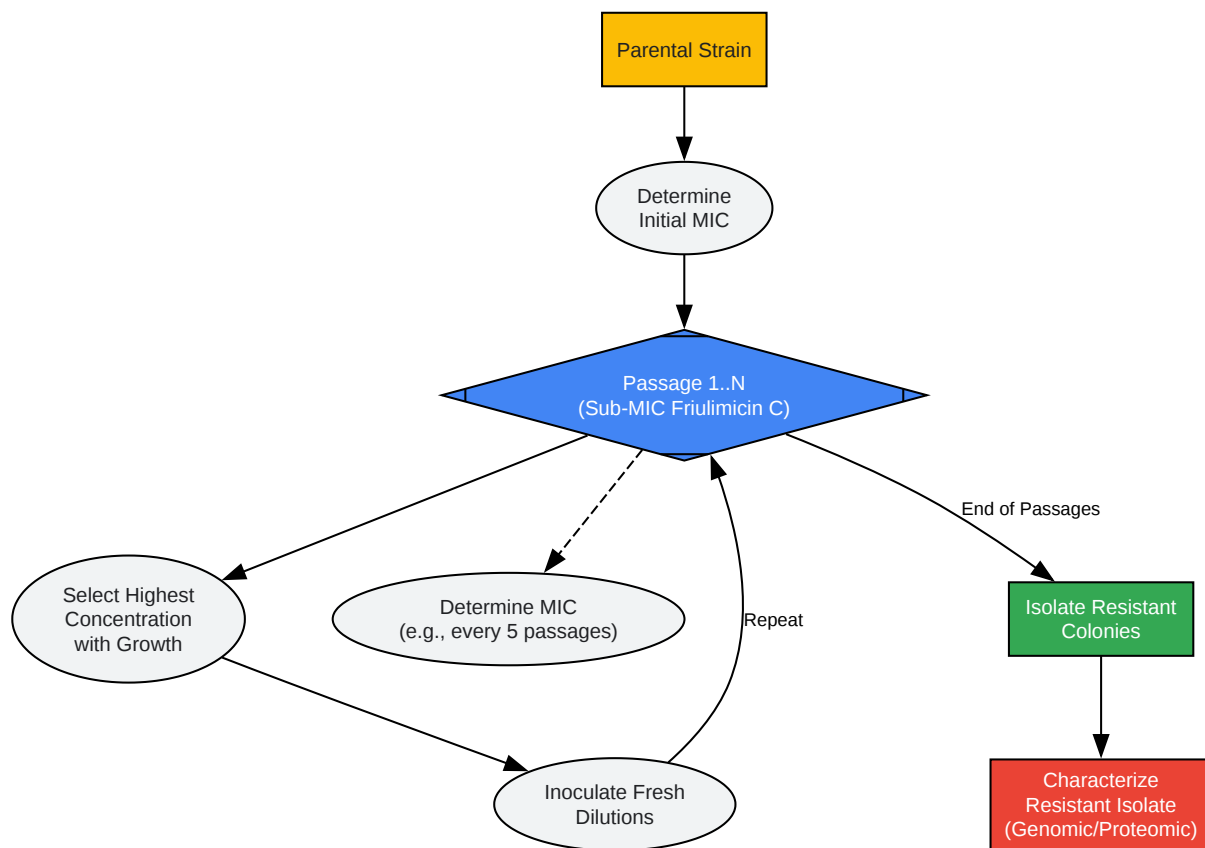 Parental Strain
Determine
Initial MIC
Passage 1..N
(Sub-MIC Friulimicin C)
End of Passages
Select Highest
Concentration
with Growth
Determine MIC
(e.g., every 5 passages)
Repeat
Isolate Resistant
Colonies
Inoculate Fresh
Dilutions
Characterize
Resistant Isolate
(Genomic/Proteomic)